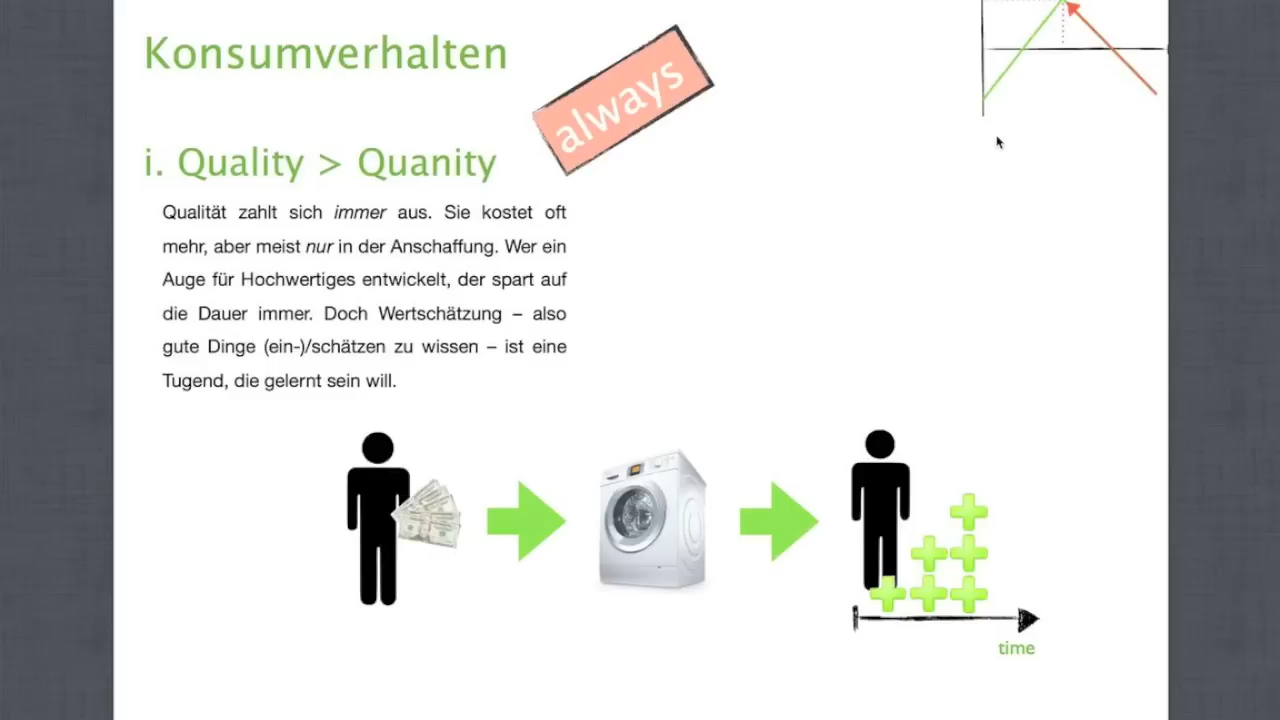 Konsumverhalten
always
i. Quality > Quanity
Qualität zahlt sich immer aus. Sie kostet oft
mehr, aber meist nur in der Anschaffung. Wer ein
Auge für Hochwertiges entwickelt, der spart auf
die Dauer immer. Doch Wertschätzung – also
gute Dinge (ein-)/schätzen zu wissen – ist eine
Tugend, die gelernt sein will.
time